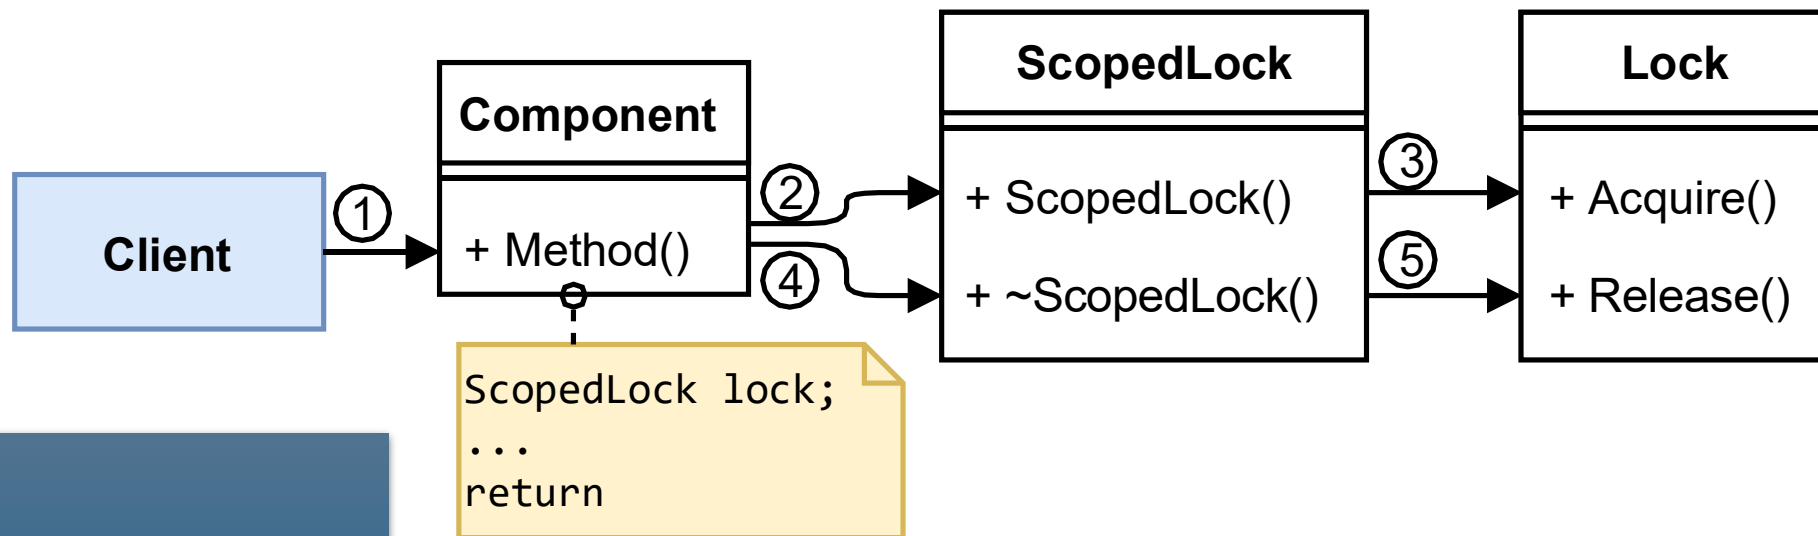 Client
1
Component
+ Method()
2
4
ScopedLock
+ ScopedLock()
+ ~ScopedLock()
3
5
Lock
+ Acquire()
+ Release()
ScopedLock lock;
...
return